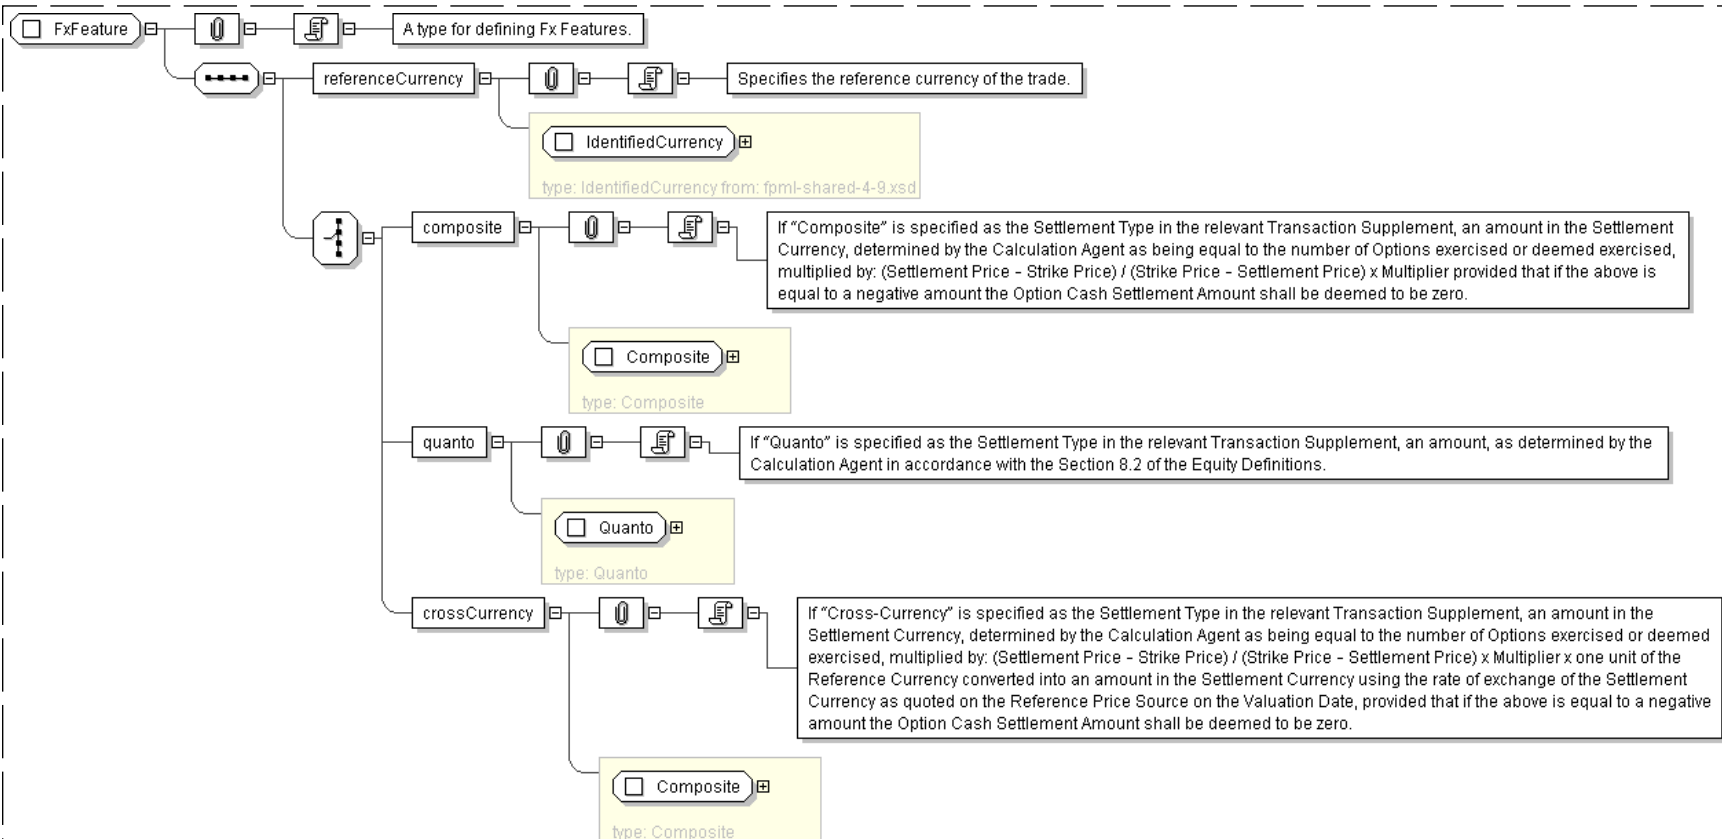 FxFeature
A type for defining Fx Features.
referenceCurrency
Specifies the reference currency of the trade.
IdentifiedCurrency
type: IdentifiedCurrency from: fpml-shared-4-9.xsd
composite
If “Composite” is specified as the Settlement Type in the relevant Transaction Supplement, an amount in the Settlement
Currency, determined by the Calculation Agent as being equal to the number of Options exercised or deemed exercised,
multiplied by: (Settlement Price – Strike Price) / (Strike Price – Settlement Price) x Multiplier provided that if the above is
equal to a negative amount the Option Cash Settlement Amount shall be deemed to be zero.
Composite
type: Composite
quanto
If “Quanto” is specified as the Settlement Type in the relevant Transaction Supplement, an amount, as determined by the
Calculation Agent in accordance with the Section 8.2 of the Equity Definitions.
Quanto
type: Quanto
crossCurrency
If “Cross-Currency” is specified as the Settlement Type in the relevant Transaction Supplement, an amount in the
Settlement Currency, determined by the Calculation Agent as being equal to the number of Options exercised or deemed
exercised, multiplied by: (Settlement Price – Strike Price) / (Strike Price – Settlement Price) x Multiplier x one unit of the
Reference Currency converted into an amount in the Settlement Currency using the rate of exchange of the Settlement
Currency as quoted on the Reference Price Source on the Valuation Date, provided that if the above is equal to a negative
amount the Option Cash Settlement Amount shall be deemed to be zero.
Composite
type: Composite